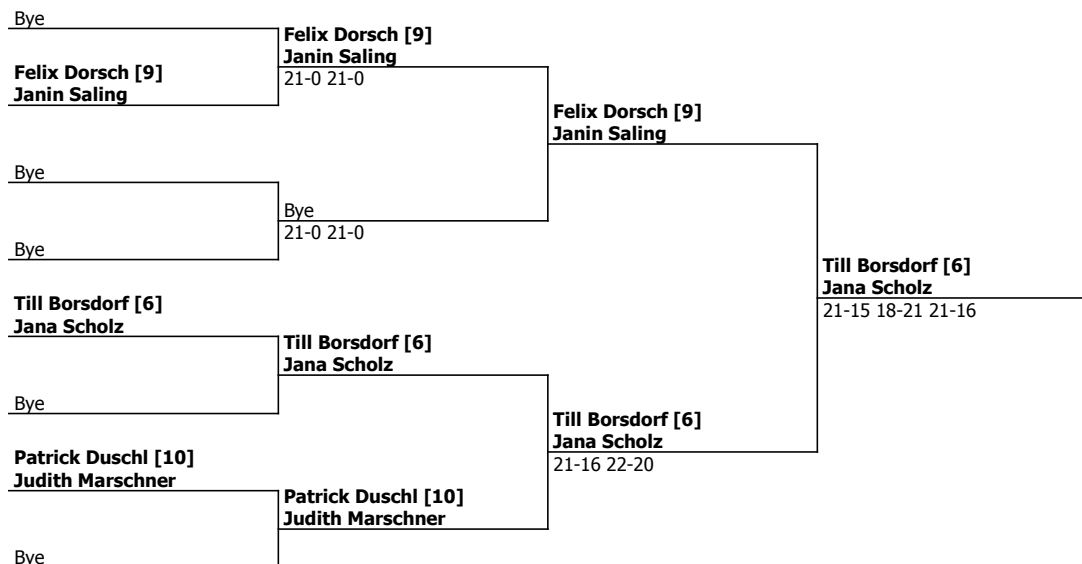 Bye
Felix Dorsch [9]
Janin Saling
Bye
Bye
Till Borsdorf [6]
Jana Scholz
Bye
Patrick Duschl [10]
Judith Marschner
Bye
Felix Dorsch [9]
Janin Saling
21-0 21-0
Bye
21-0 21-0
Till Borsdorf [6]
Jana Scholz
Patrick Duschl [10]
Judith Marschner
Felix Dorsch [9]
Janin Saling
Till Borsdorf [6]
Jana Scholz
21-16 22-20
Till Borsdorf [6]
Jana Scholz
21-15 18-21 21-16